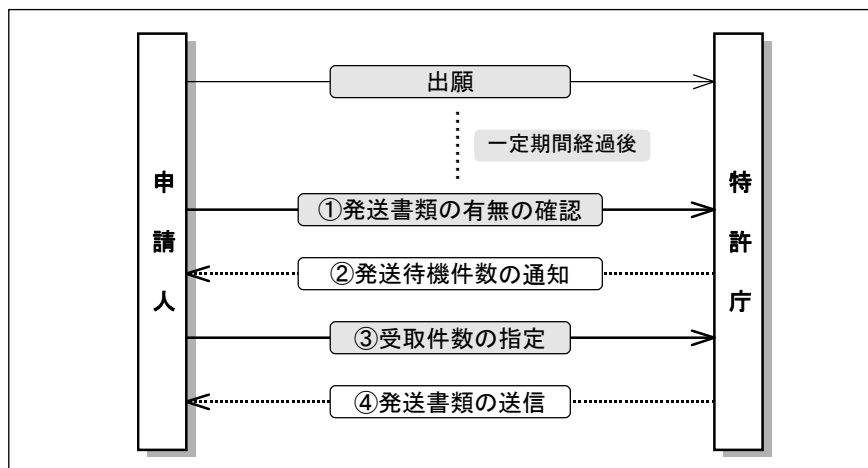 出願
一定期間経過後
①発送書類の有無の確認
②発送待機件数の通知
③受取件数の指定
④発送書類の送信
申請人
特許庁